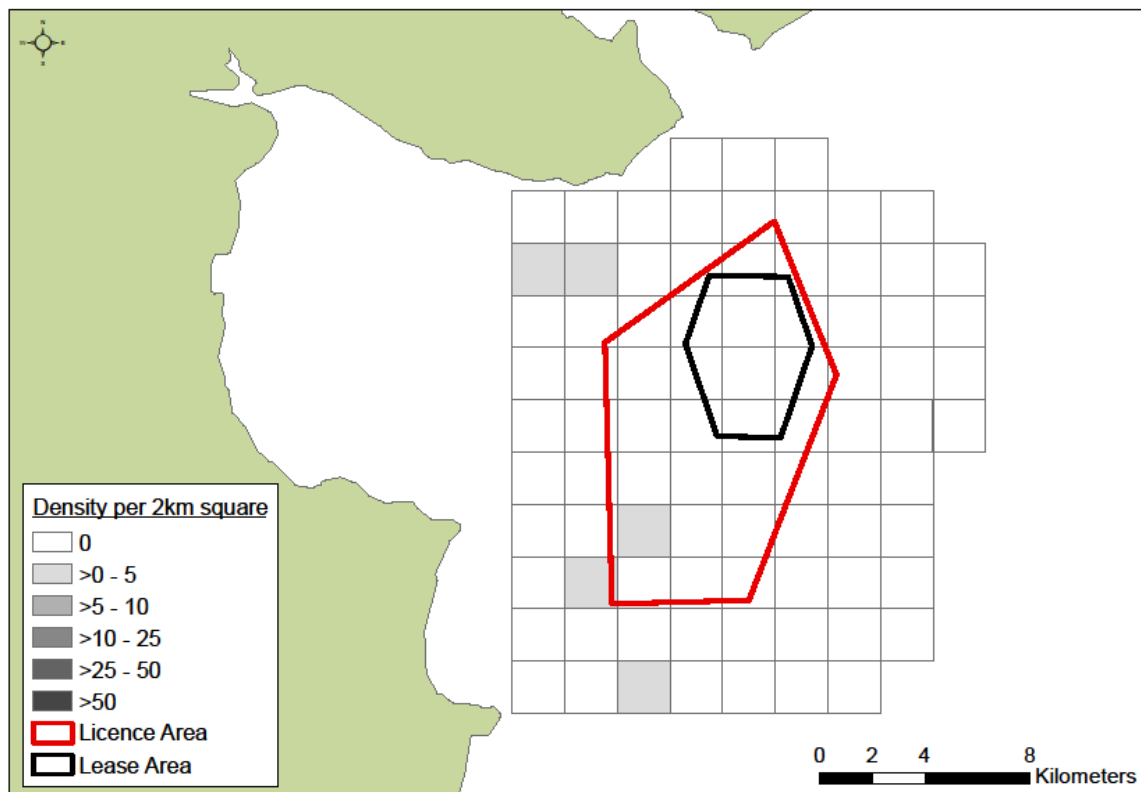 N
W E
S
Density per 2km square
0
>0 - 5
>5 - 10
>10 - 25
>25 - 50
>50
Licence Area
Lease Area
0 2 4 8
Kilometers